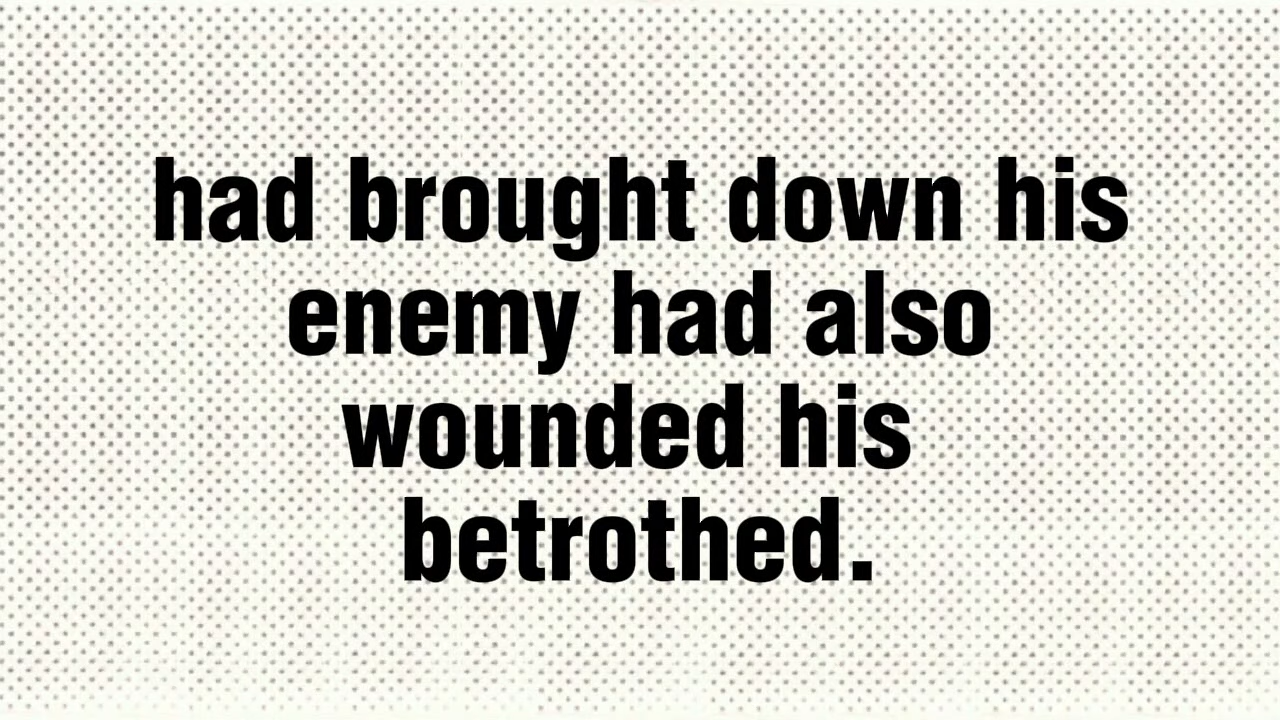 had brought down his
enemy had also
wounded his
betrothed.